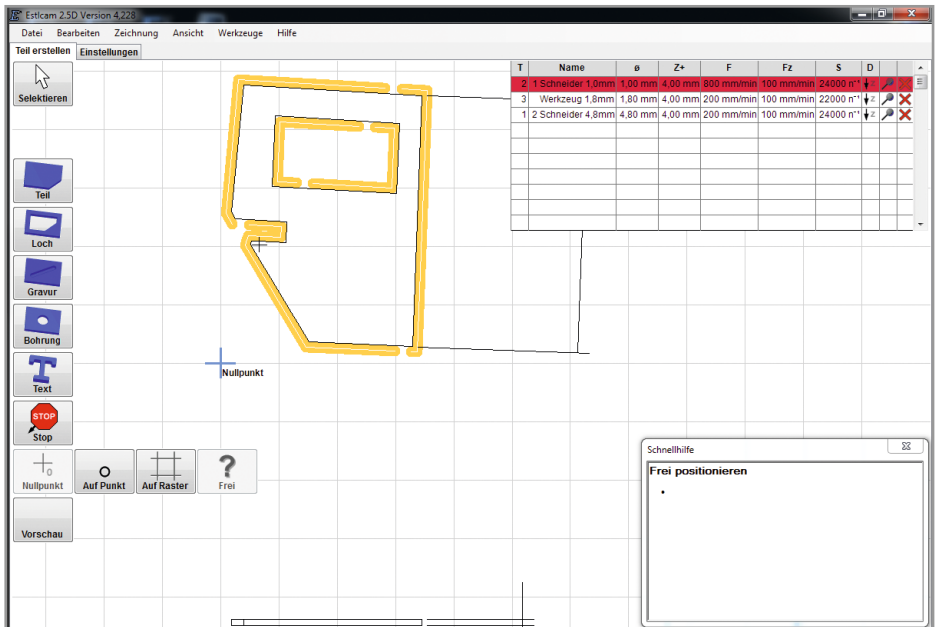 Estlcam 2.5D Version 4,228
Datei Bearbeiten Zeichnung Ansicht Werkzeuge Hilfe
Teil erstellen Einstellungen
Selektieren
T Name ø Z+ F Fz S D
2 1 Schneider 1,0mm 1,00 mm 4,00 mm 800 mm/min 100 mm/min 24000 n⁻¹ z
3 Werkzeug 1,8mm 1,80 mm 4,00 mm 200 mm/min 100 mm/min 22000 n⁻¹ z
1 2 Schneider 4,8mm 4,80 mm 4,00 mm 200 mm/min 100 mm/min 24000 n⁻¹ z
Teil
Loch
Gravur
Bohrung
T
Text
STOP
Stop
Nullpunkt
0
Nullpunkt
Auf Punkt
Auf Raster
?
Frei
Vorschau
Schnellhilfe
Frei positionieren
•